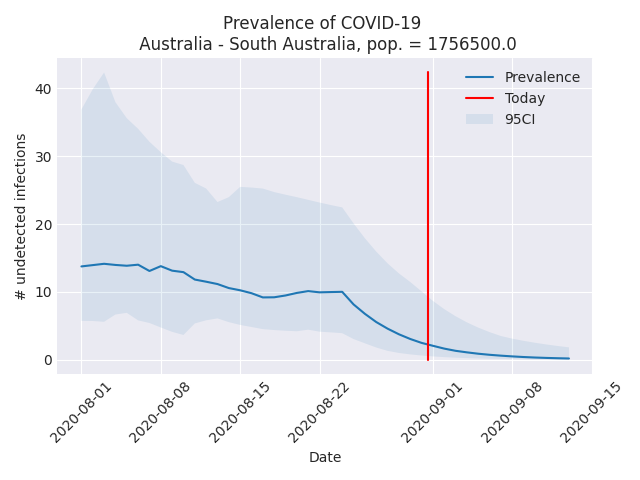 Prevalence of COVID-19
Australia - South Australia, pop. = 1756500.0
Prevalence
Today
95CI
# undetected infections
40
30
20
10
0
2020-08-01
2020-08-08
2020-08-15
2020-08-22
2020-09-01
2020-09-08
2020-09-15
Date